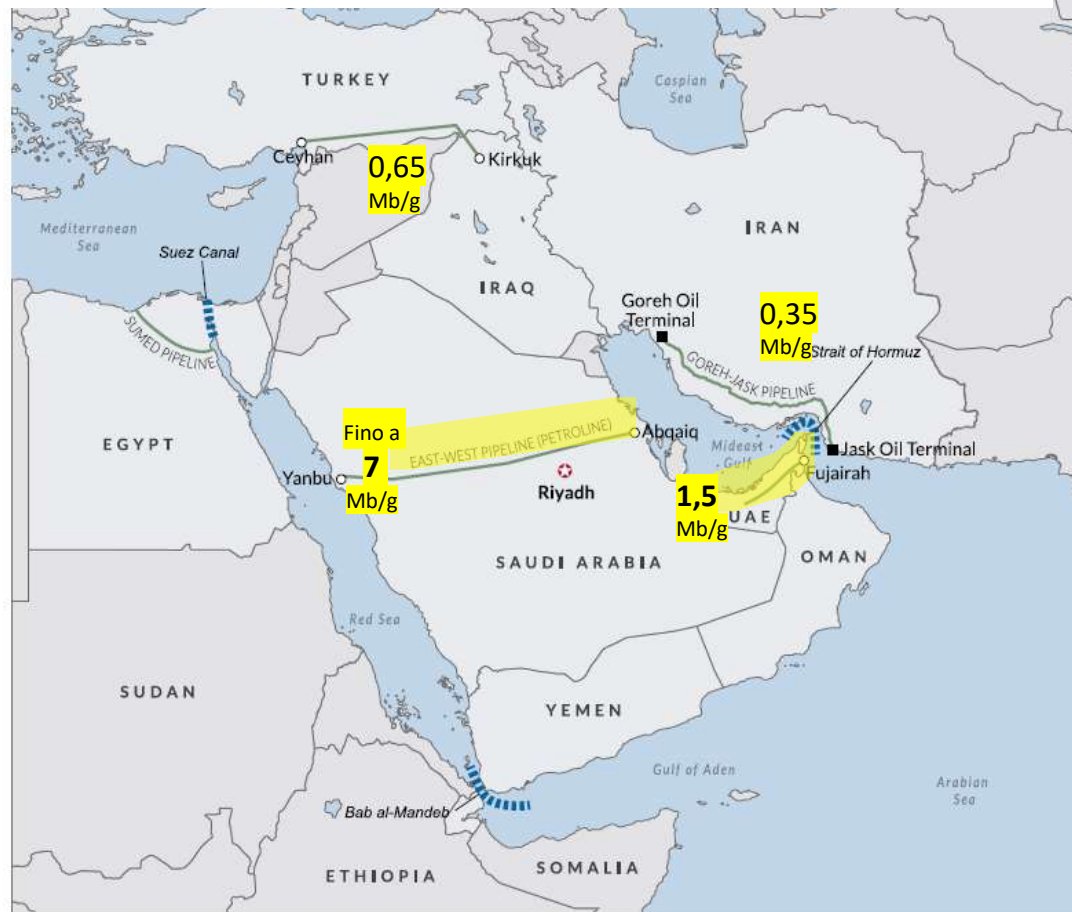 TURKEY
Caspian
Sea
Ceyhan
Kirkuk
0,65
Mb/g
Mediterranean
Sea
Suez Canal
IRAN
IRAQ
Goreh Oil
Terminal
0,35
Mb/g
Strait of Hormuz
SUMED PIPELINE
GOREH-JASK PIPELINE
EGYPT
Fino a
7
Mb/g
EAST-WEST PIPELINE (PETROLINE)
Abqaiq
Mideast
Gulf
Jask Oil Terminal
Yanbu
Riyadh
Fujairah
1,5
Mb/g
UAE
SAUDI ARABIA
OMAN
Red Sea
SUDAN
YEMEN
Gulf of Aden
Arabian
Sea
Bab al-Mandeb
ETHIOPIA
SOMALIA